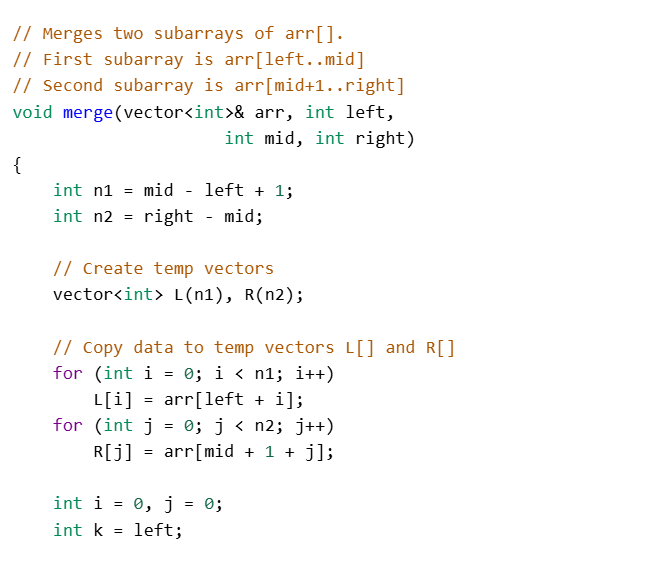 // Merges two subarrays of arr[].
// First subarray is arr[left..mid]
// Second subarray is arr[mid+1..right]
void merge(vector<int>& arr, int left,
                     int mid, int right)
{
    int n1 = mid - left + 1;
    int n2 = right - mid;

    // Create temp vectors
    vector<int> L(n1), R(n2);

    // Copy data to temp vectors L[] and R[]
    for (int i = 0; i < n1; i++)
        L[i] = arr[left + i];
    for (int j = 0; j < n2; j++)
        R[j] = arr[mid + 1 + j];

    int i = 0, j = 0;
    int k = left;